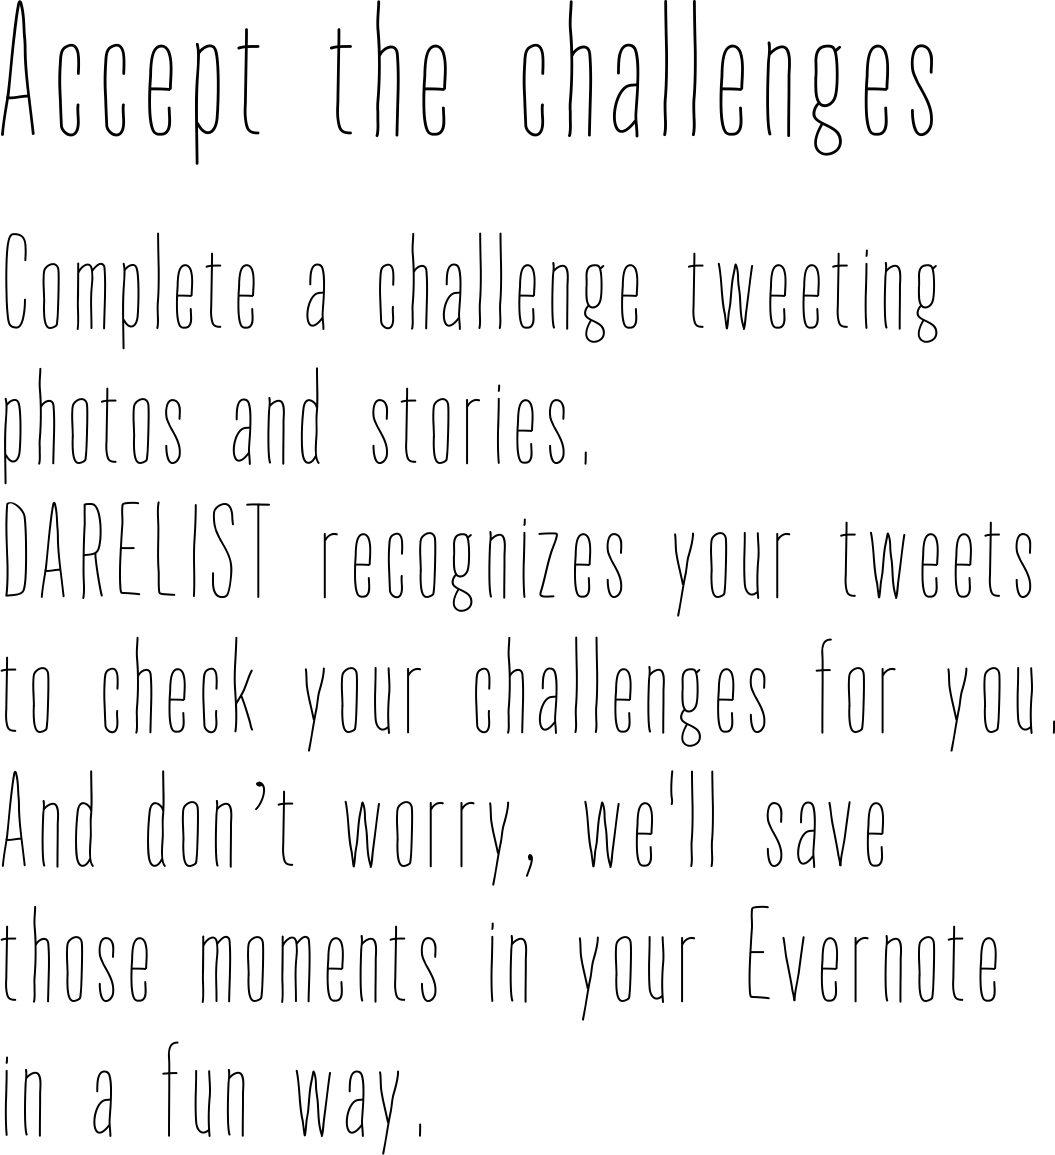 Accept the challenges
Complete a challenge tweeting
photos and stories.
DARELIST recognizes your tweets
to check your challenges for you.
And don’t worry, we'll save
those moments in your Evernote
in a fun way.